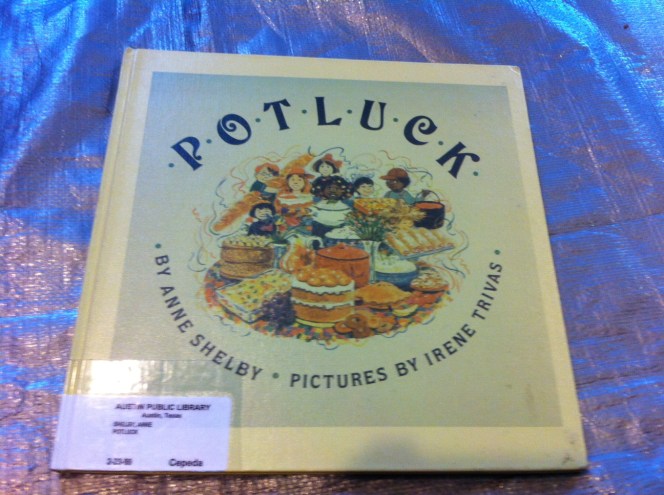 ·P·O·T·L·U·C·K·
• BY ANNE SHELBY • PICTURES BY IRENE TRIVAS •
AUSTIN PUBLIC LIBRARY
Austin, Texas
SHELBY, ANNE
POTLUCK
Cepeda